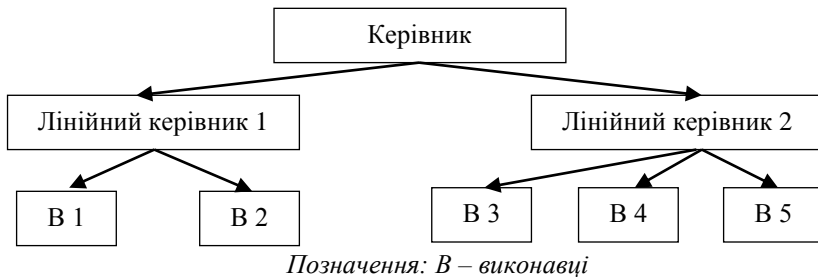 Керівник
Лінійний керівник 1
Лінійний керівник 2
В 1
В 2
В 3
В 4
В 5
Позначення: В – виконавці